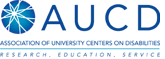 AUCD
ASSOCIATION OF UNIVERSITY CENTERS ON DISABILITIES
RESEARCH, EDUCATION, SERVICE